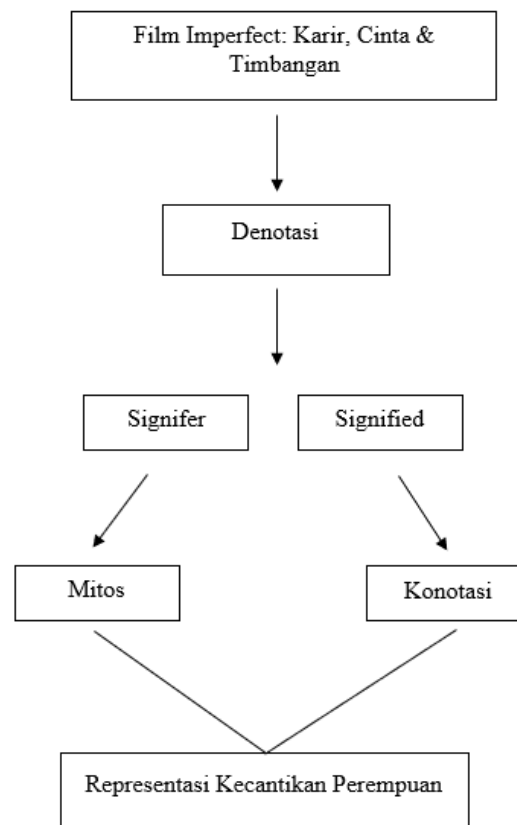 Film Imperfect: Karir, Cinta &
Timbangan
Denotasi
Signifer
Signified
Mitos
Konotasi
Representasi Kecantikan Perempuan